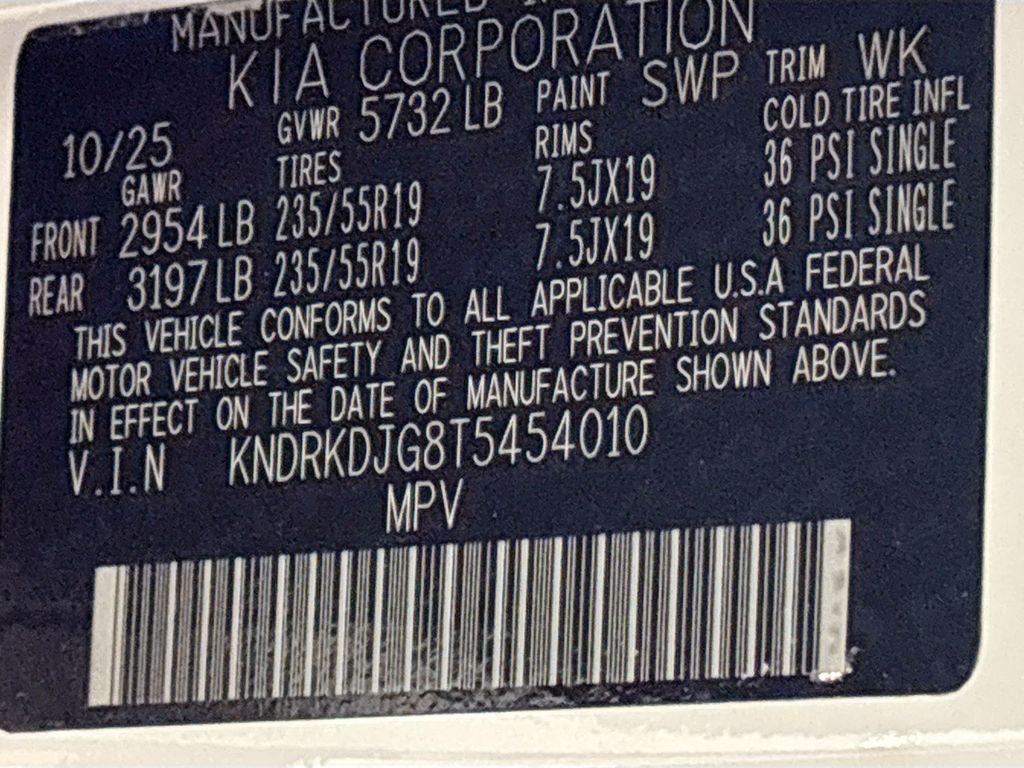 MANUFACTURED
KIA CORPORATION
10/25 GVWR 5732 LB PAINT SWP TRIM WK
GAWR TIRES RIMS COLD TIRE INFL
FRONT 2954 LB 235/55R19 7.5JX19 36 PSI SINGLE
REAR 3197 LB 235/55R19 7.5JX19 36 PSI SINGLE
THIS VEHICLE CONFORMS TO ALL APPLICABLE U.S.A FEDERAL
MOTOR VEHICLE SAFETY AND THEFT PREVENTION STANDARDS
IN EFFECT ON THE DATE OF MANUFACTURE SHOWN ABOVE.
V.I.N KNDRKDJG8T5454010
MPV